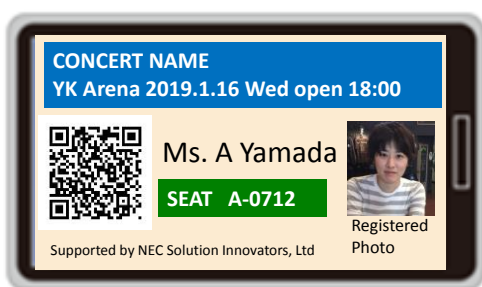 CONCERT NAME
YK Arena 2019.1.16 Wed open 18:00
Ms. A Yamada
SEAT A-0712
Registered
Photo
Supported by NEC Solution Innovators, Ltd